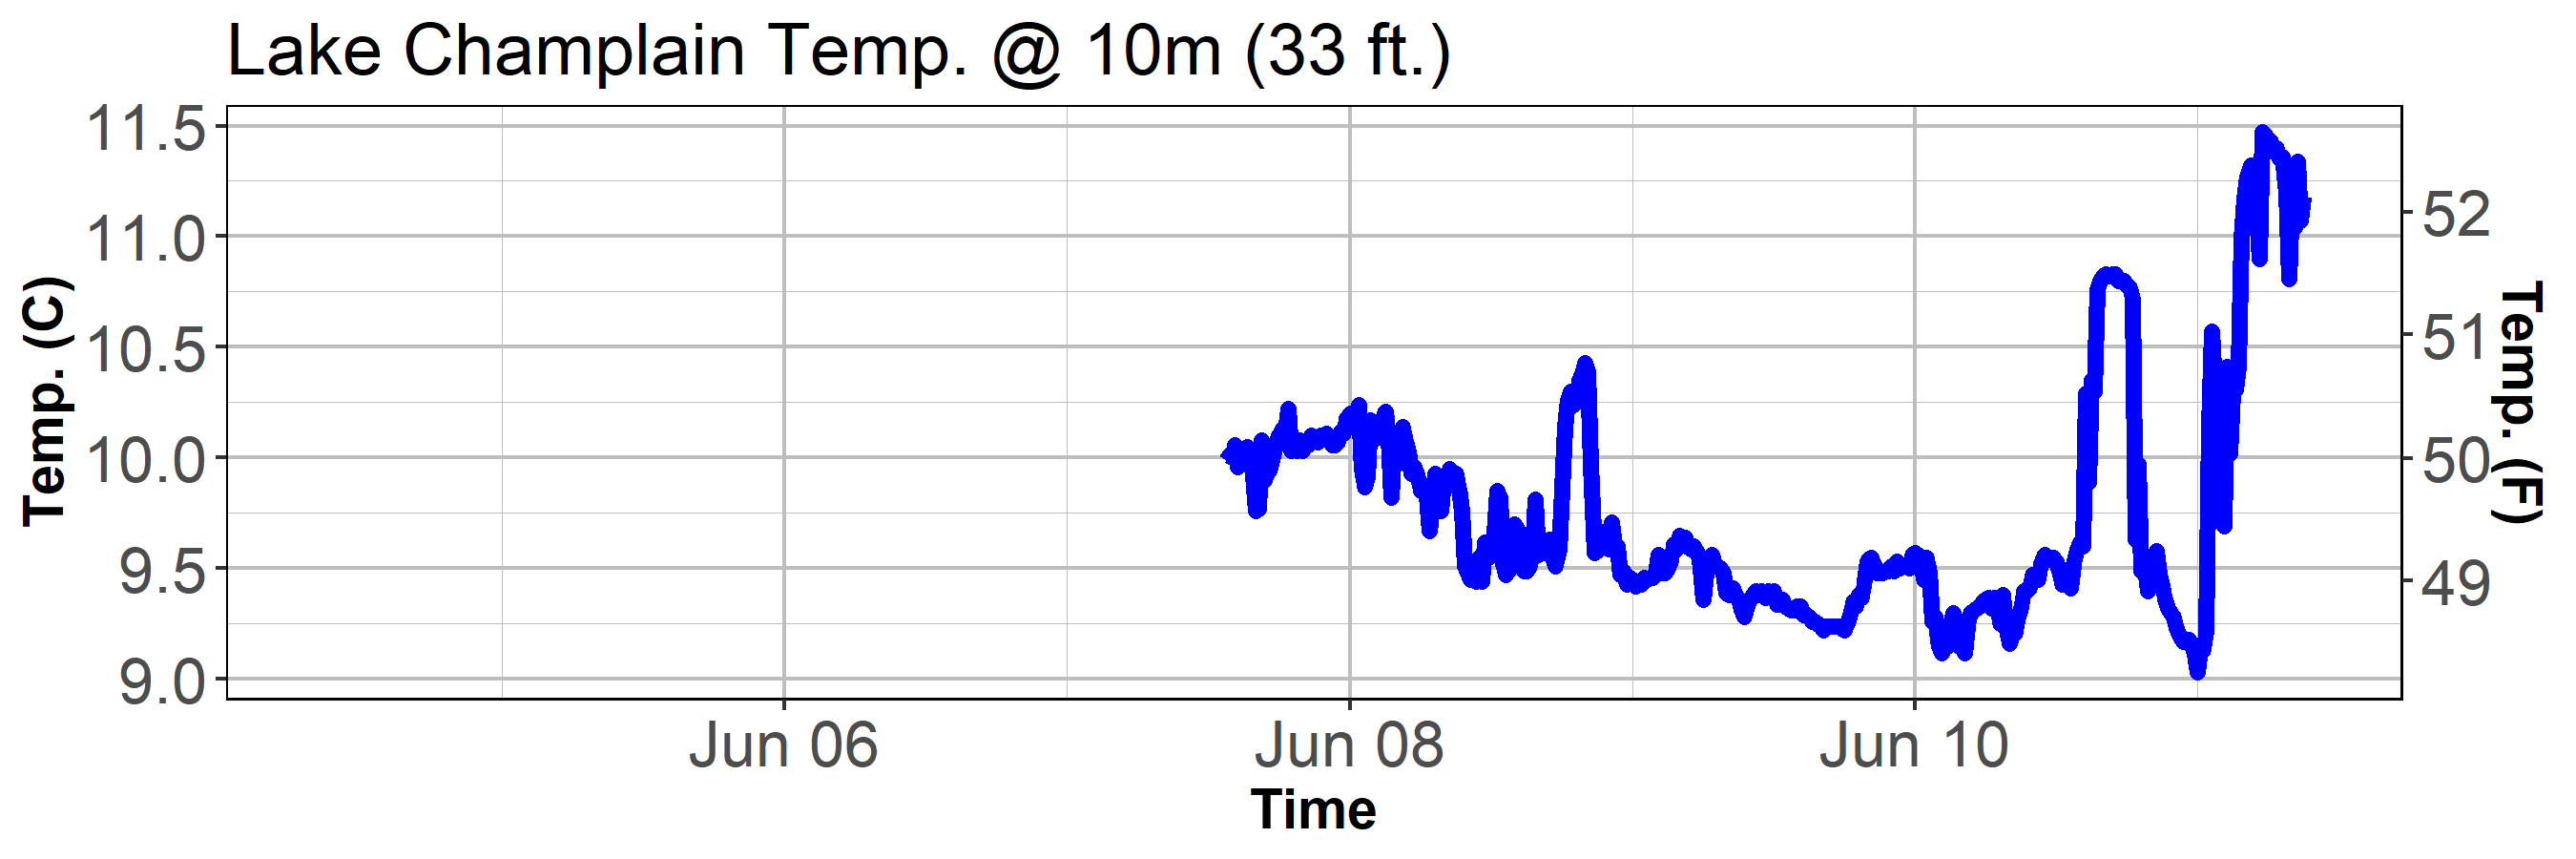 Lake Champlain Temp. @ 10m (33 ft.)
11.5
11.0
10.5
10.0
9.5
9.0
Temp. (C)
52
51
50
49
Temp. (F)
Jun 06
Jun 08
Jun 10
Time